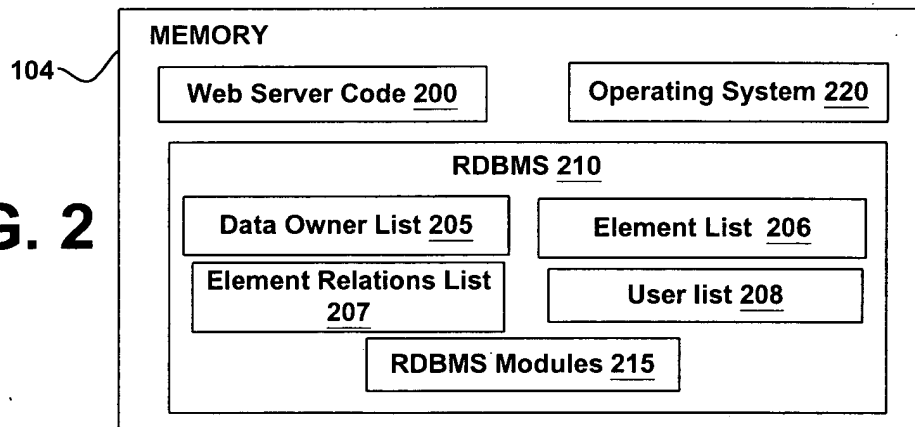 MEMORY
104
Web Server Code 200
Operating System 220
RDBMS 210
G. 2
Data Owner List 205
Element List 206
Element Relations List
207
User list 208
RDBMS Modules 215